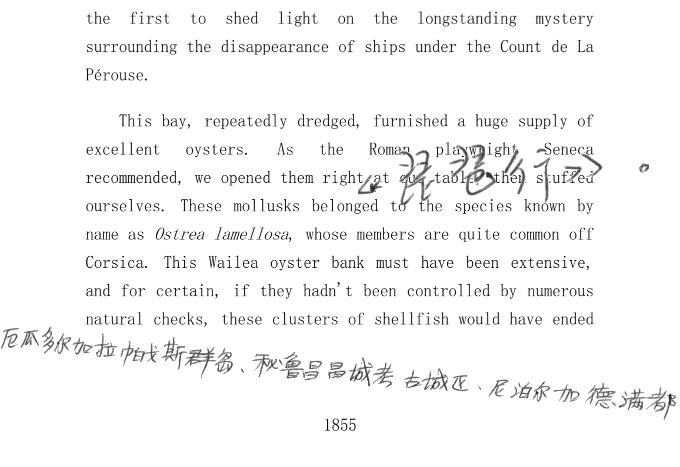 the first to shed light on the longstanding mystery
surrounding the disappearance of ships under the Count de La
Pérouse.
This bay, repeatedly dredged, furnished a huge supply of
excellent oysters. As the Roman playwright Seneca
recommended, we opened them right at our table, then stuffed
ourselves. These mollusks belonged to the species known by
name as Ostrea lamellosa, whose members are quite common off
Corsica. This Wailea oyster bank must have been extensive,
and for certain, if they hadn't been controlled by numerous
natural checks, these clusters of shellfish would have ended
厄瓜多尔加拉帕戈斯群岛、秘鲁昌昌城考古城区、尼泊尔加德满都
1855